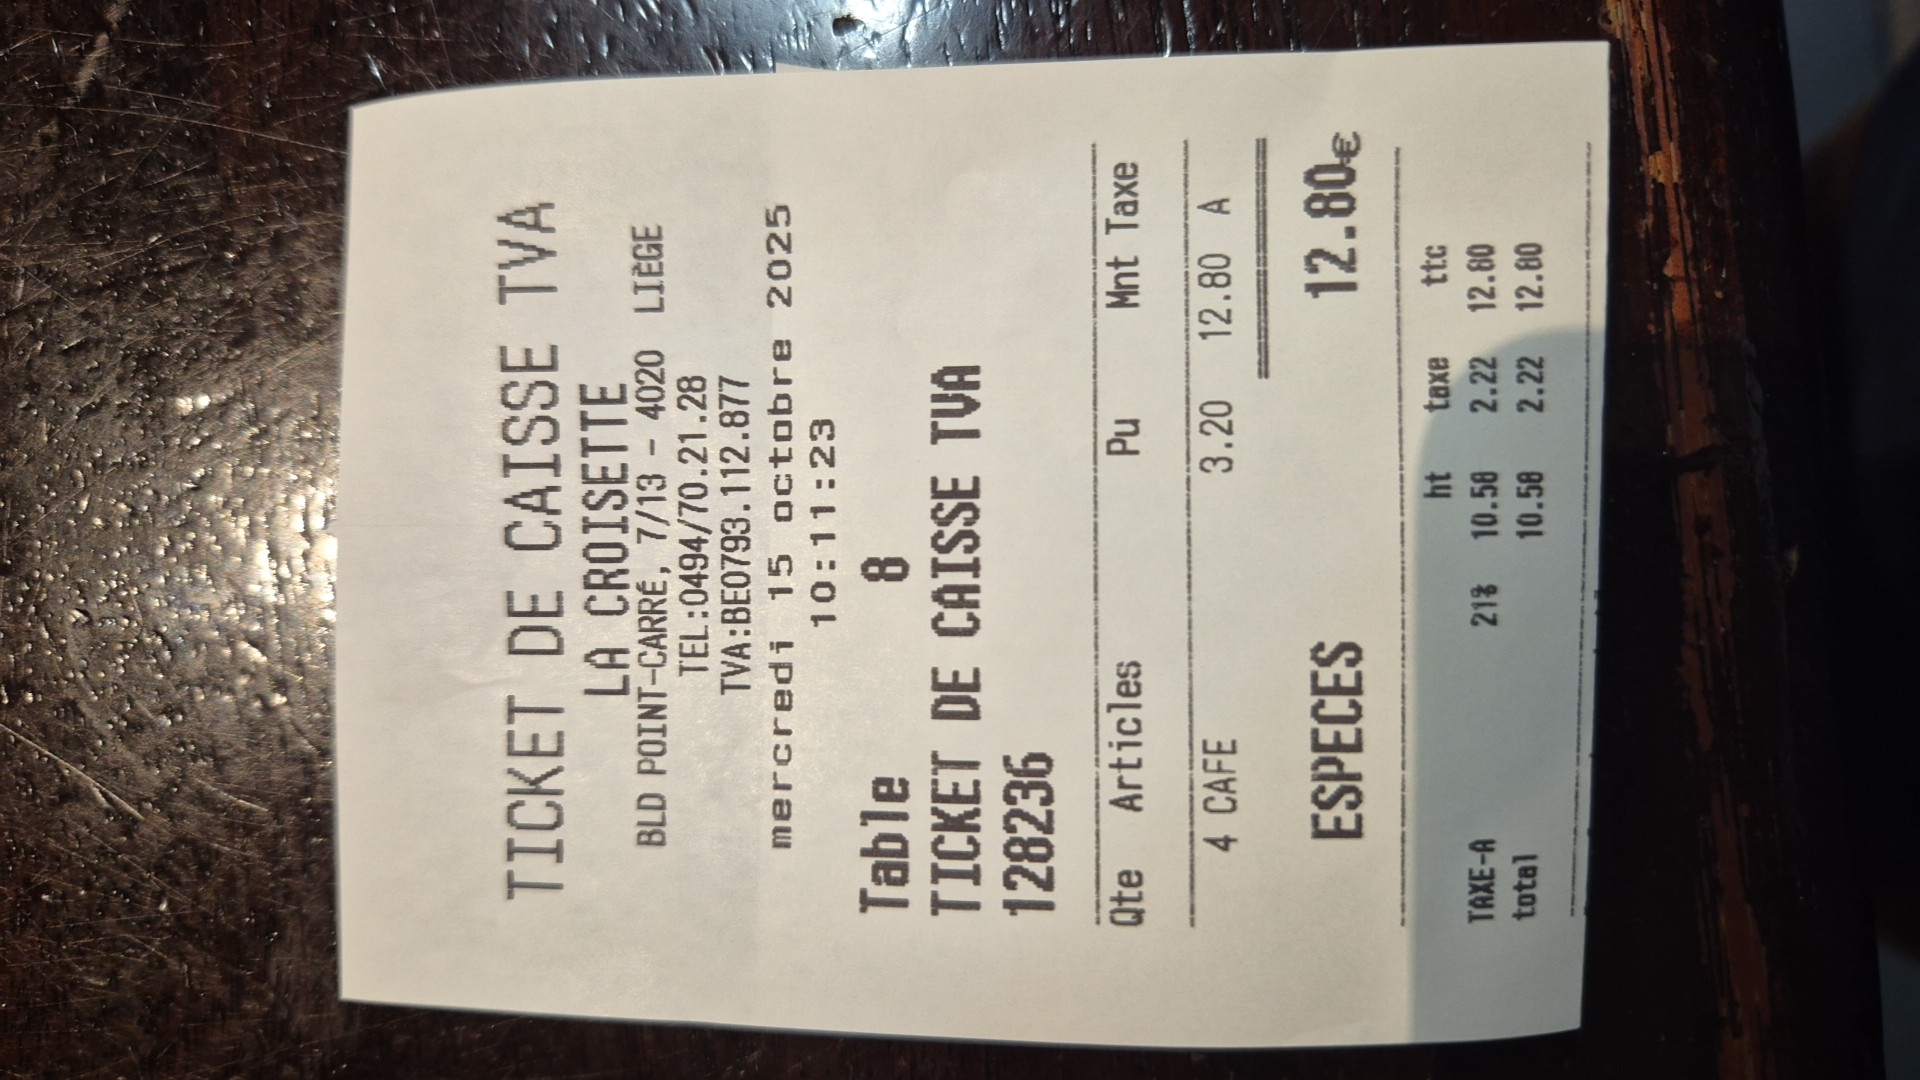 TICKET DE CAISSE TVA
LA CROISETTE
BLD POINT-CARRÉ, 7/13 - 4020 LIÈGE
TEL:0494/70.21.28
TVA:BE0793.112.877
mercredi 15 octobre 2025
10:11:23
Table 8
TICKET DE CAISSE TVA
128236
Qte Articles Pu Mnt Taxe
4 CAFE 3.20 12.80 A
ESPECES 12.80€
ht taxe ttc
TAXE-A 21% 10.58 2.22 12.80
total 10.58 2.22 12.80